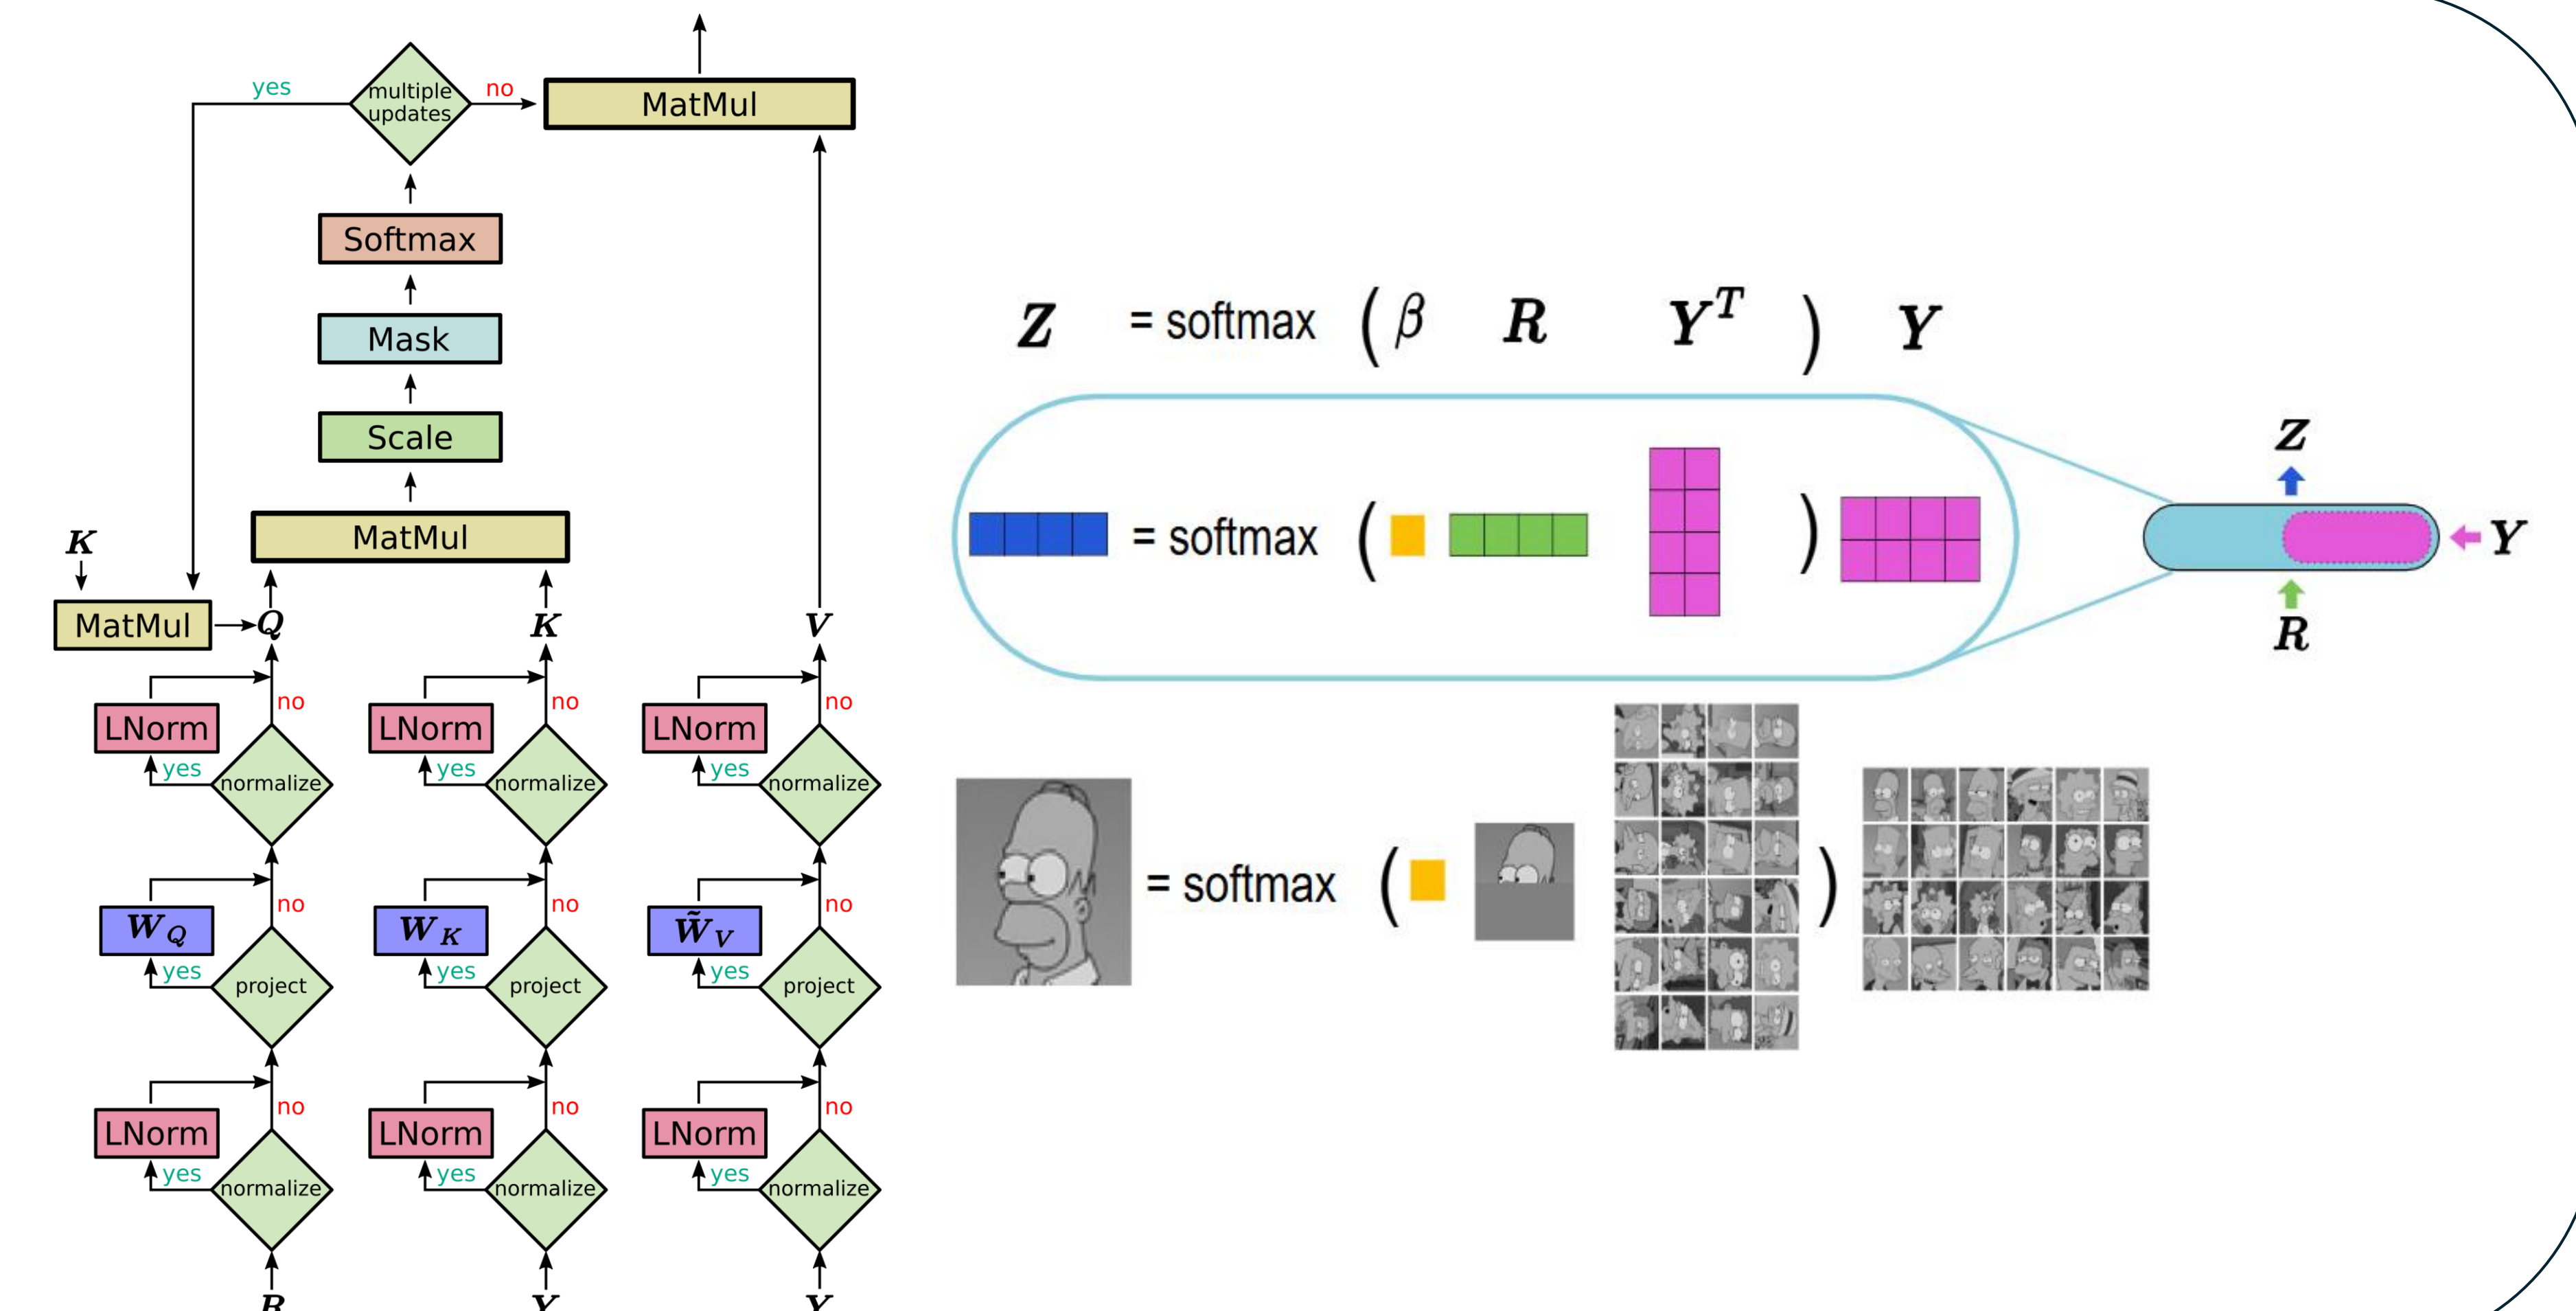 yes
multiple
updates
no
MatMul
Softmax
Mask
Scale
MatMul
K
MatMul
Q
K
V
LNorm
no
yes
normalize
LNorm
no
yes
normalize
LNorm
no
yes
normalize
W_Q
no
yes
project
W_K
no
yes
project
W̃_V
no
yes
project
LNorm
no
yes
normalize
LNorm
no
yes
normalize
LNorm
no
yes
normalize
R
Y
Y
Z = softmax ( β R Y^T ) Y
= softmax ( )
Z
Y
R
= softmax ( )